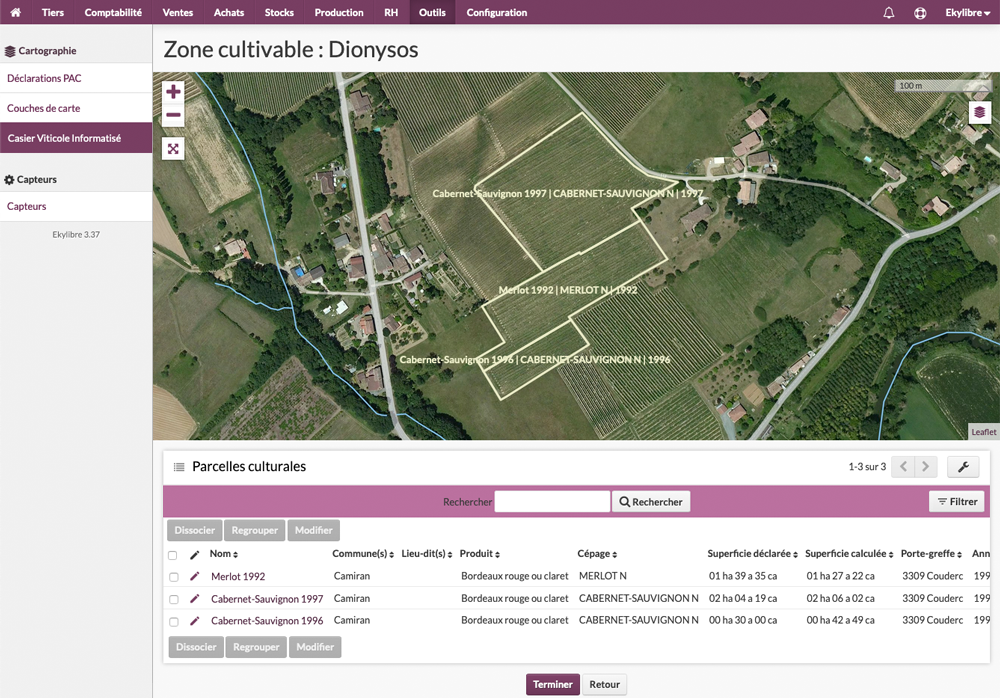 Tiers Comptabilité Ventes Achats Stocks Production RH Outils Configuration Ekylibre
Cartographie
Déclarations PAC
Couches de carte
Casier Viticole Informatisé
Capteurs
Capteurs
Ekylibre 3.37
Zone cultivable : Dionysos
100 m
Cabernet-Sauvignon 1997 | CABERNET-SAUVIGNON N | 1997
Merlot 1992 | MERLOT N | 1992
Cabernet-Sauvignon 1996 | CABERNET-SAUVIGNON N | 1996
Leaflet
Parcelles culturales 1-3 sur 3
Rechercher Rechercher Filtrer
Dissocier Regrouper Modifier
Nom Commune(s) Lieu-dit(s) Produit Cépage Superficie déclarée Superficie calculée Porte-greffe Ann
Merlot 1992 Camiran Bordeaux rouge ou claret MERLOT N 01 ha 39 a 35 ca 01 ha 27 a 22 ca 3309 Couderc 199
Cabernet-Sauvignon 1997 Camiran Bordeaux rouge ou claret CABERNET-SAUVIGNON N 02 ha 04 a 19 ca 02 ha 06 a 02 ca 3309 Couderc 199
Cabernet-Sauvignon 1996 Camiran Bordeaux rouge ou claret CABERNET-SAUVIGNON N 00 ha 30 a 00 ca 00 ha 42 a 49 ca 3309 Couderc 199
Dissocier Regrouper Modifier
Terminer Retour